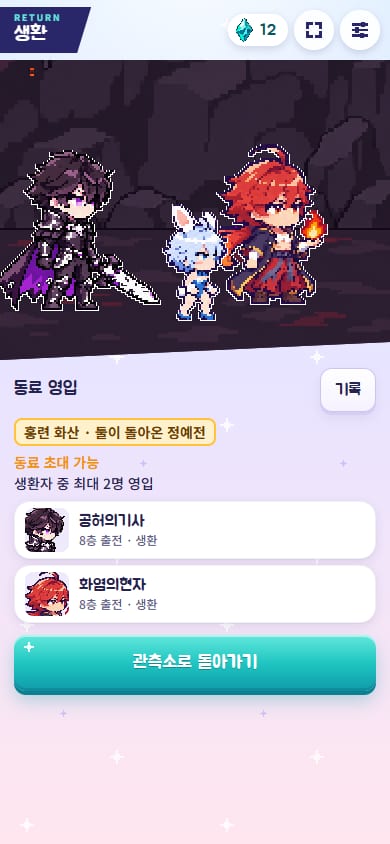 RETURN
생환
12
동료 영입
기록
홍련 화산 · 둘이 돌아온 정예전
동료 초대 가능
생환자 중 최대 2명 영입
공허의기사
8층 출전 · 생환
화염의현자
8층 출전 · 생환
관측소로 돌아가기